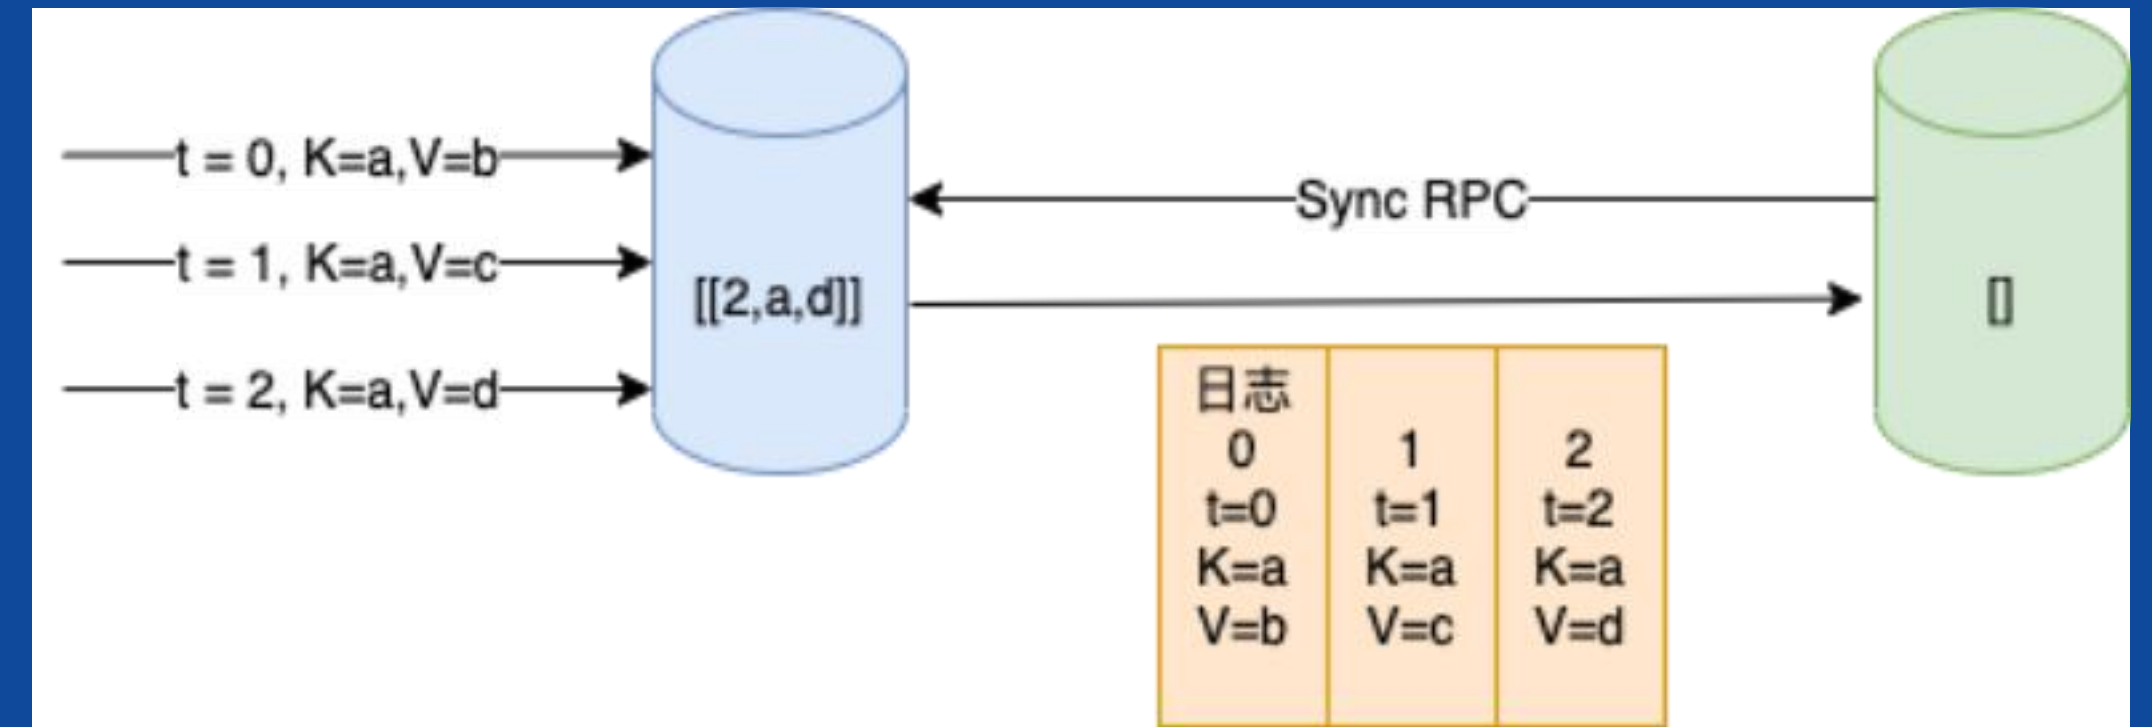 t = 0, K=a,V=b
t = 1, K=a,V=c
t = 2, K=a,V=d
[[2,a,d]]
Sync RPC
[]
日志
0
t=0
K=a
V=b
1
t=1
K=a
V=c
2
t=2
K=a
V=d